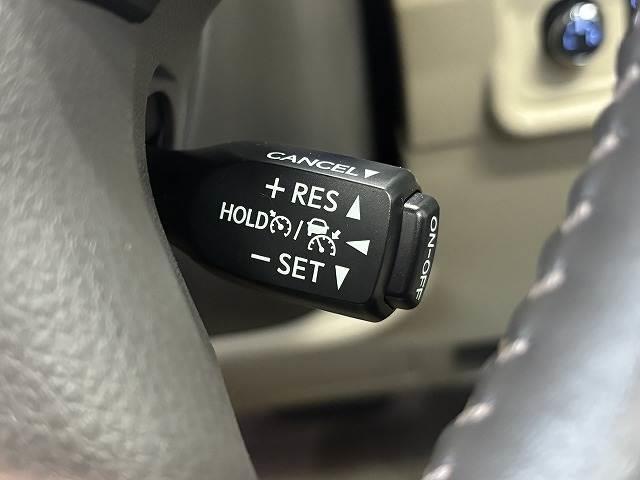 CANCEL▼
+ RES ▲
HOLD / ◀
− SET ▼
ON-OFF